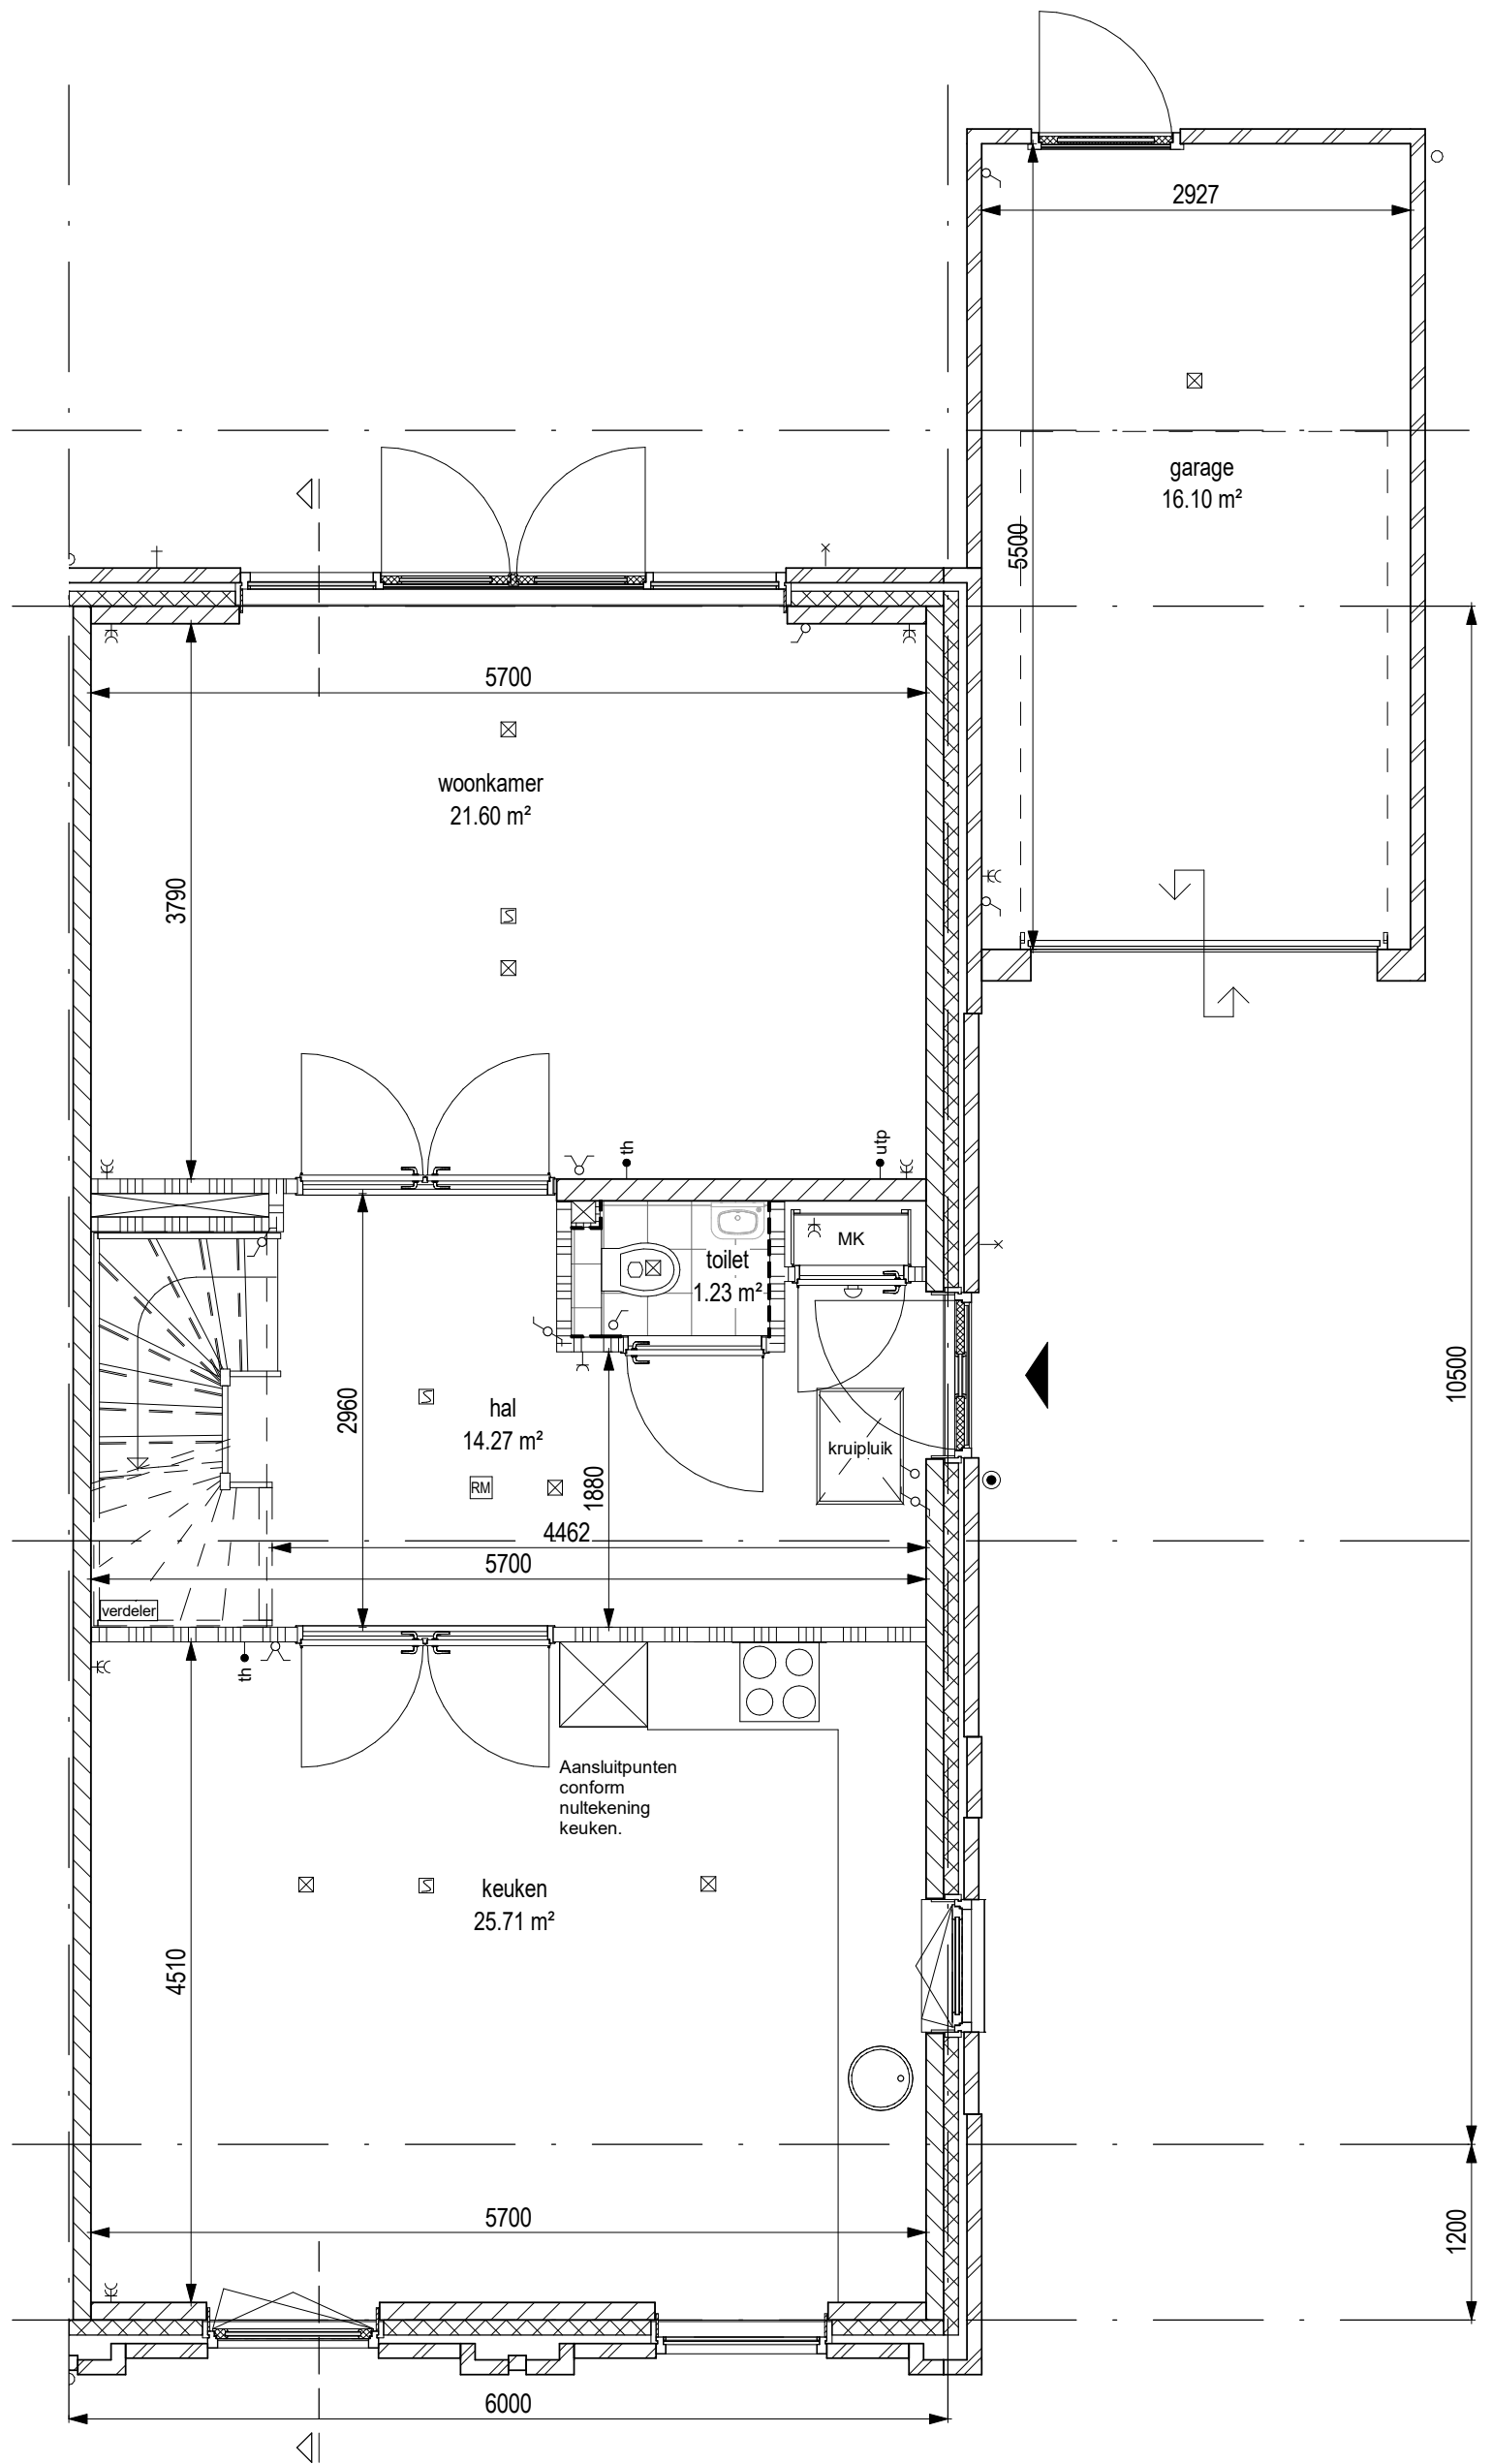 2927
garage
16.10 m²
5500
5700
woonkamer
21.60 m²
3790
th
utp
MK
toilet
1.23 m²
2960
hal
14.27 m²
10500
kruipluik
RM
1880
4462
5700
verdeler
th
Aansluitpunten
conform
nultekening
keuken.
keuken
25.71 m²
4510
5700
1200
6000